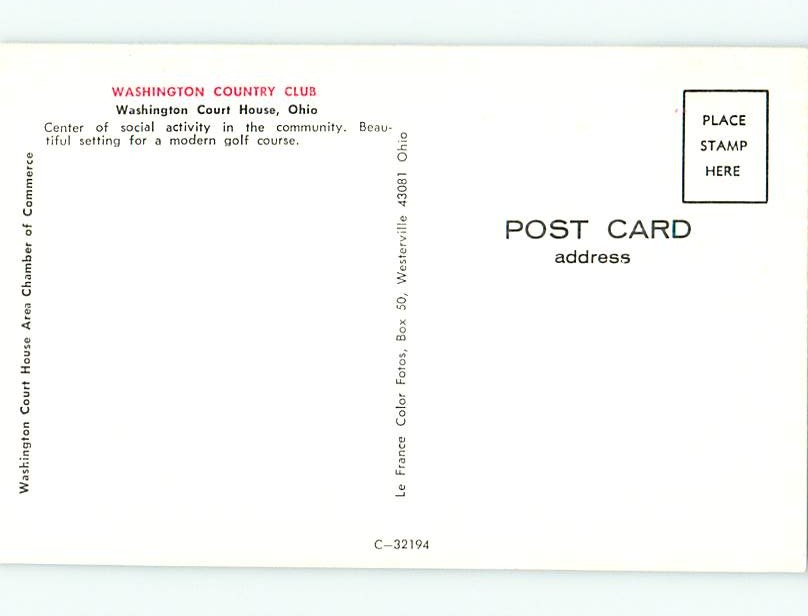 WASHINGTON COUNTRY CLUB
Washington Court House, Ohio
Center of social activity in the community. Beau-
tiful setting for a modern golf course.
Washington Court House Area Chamber of Commerce
Le France Color Fotos, Box 50, Westerville 43081 Ohio
PLACE
STAMP
HERE
POST CARD
address
C—32194